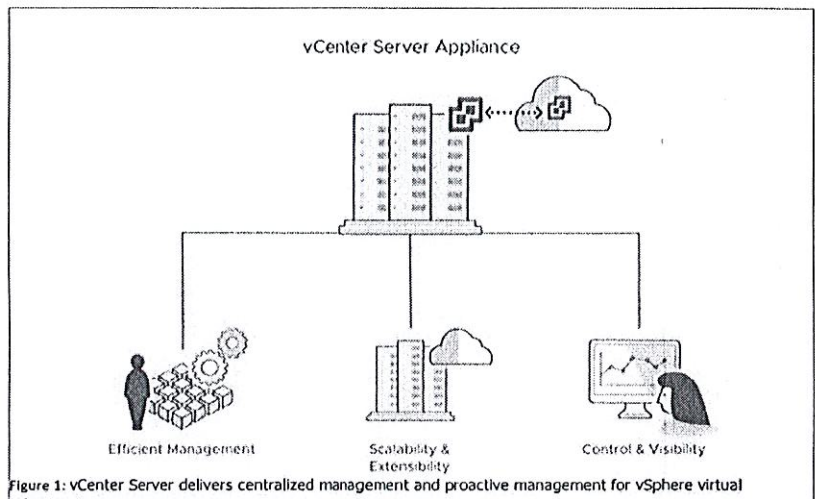 vCenter Server Appliance
Efficient Management
Scalability &
Extensibility
Control & Visibility
Figure 1: vCenter Server delivers centralized management and proactive management for vSphere virtual